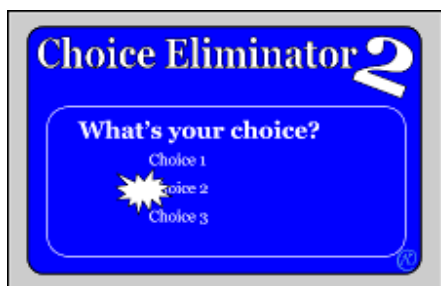 Choice Eliminator 2
What's your choice?
Choice 1
oice 2
Choice 3